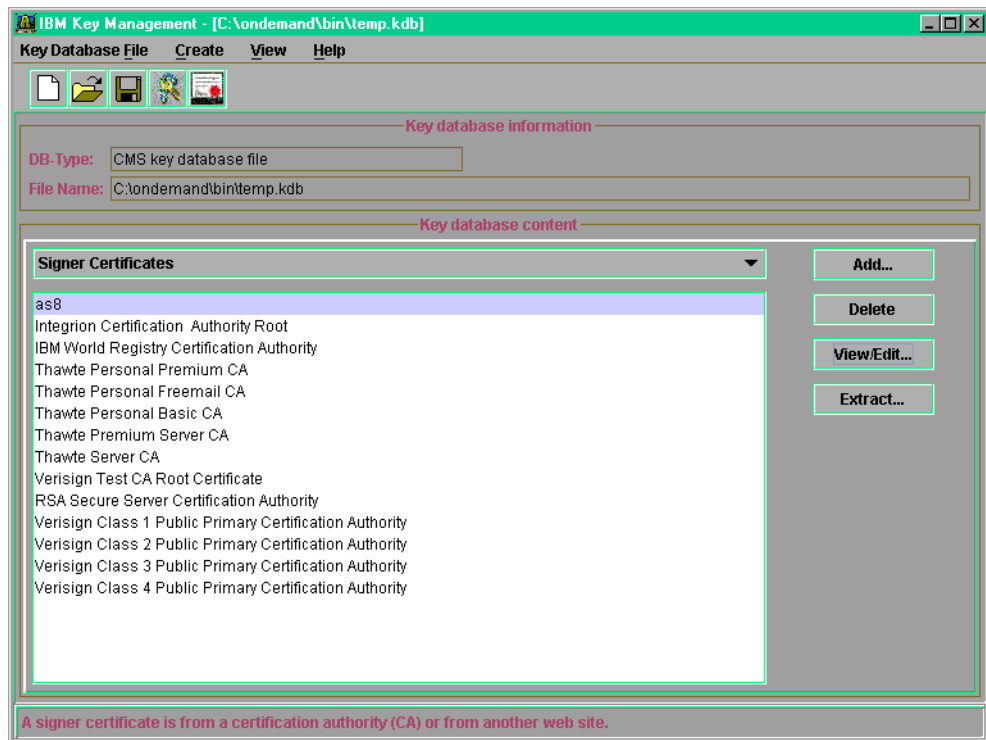 IBM Key Management - [C:\ondemand\bin\temp.kdb]
Key Database File Create View Help
Key database information
DB-Type: CMS key database file
File Name: C:\ondemand\bin\temp.kdb
Key database content
Signer Certificates
Add...
as8
Delete
Integrion Certification  Authority Root
IBM World Registry Certification Authority
View/Edit...
Thawte Personal Premium CA
Thawte Personal Freemail CA
Extract...
Thawte Personal Basic CA
Thawte Premium Server CA
Thawte Server CA
Verisign Test CA Root Certificate
RSA Secure Server Certification Authority
Verisign Class 1 Public Primary Certification Authority
Verisign Class 2 Public Primary Certification Authority
Verisign Class 3 Public Primary Certification Authority
Verisign Class 4 Public Primary Certification Authority
A signer certificate is from a certification authority (CA) or from another web site.